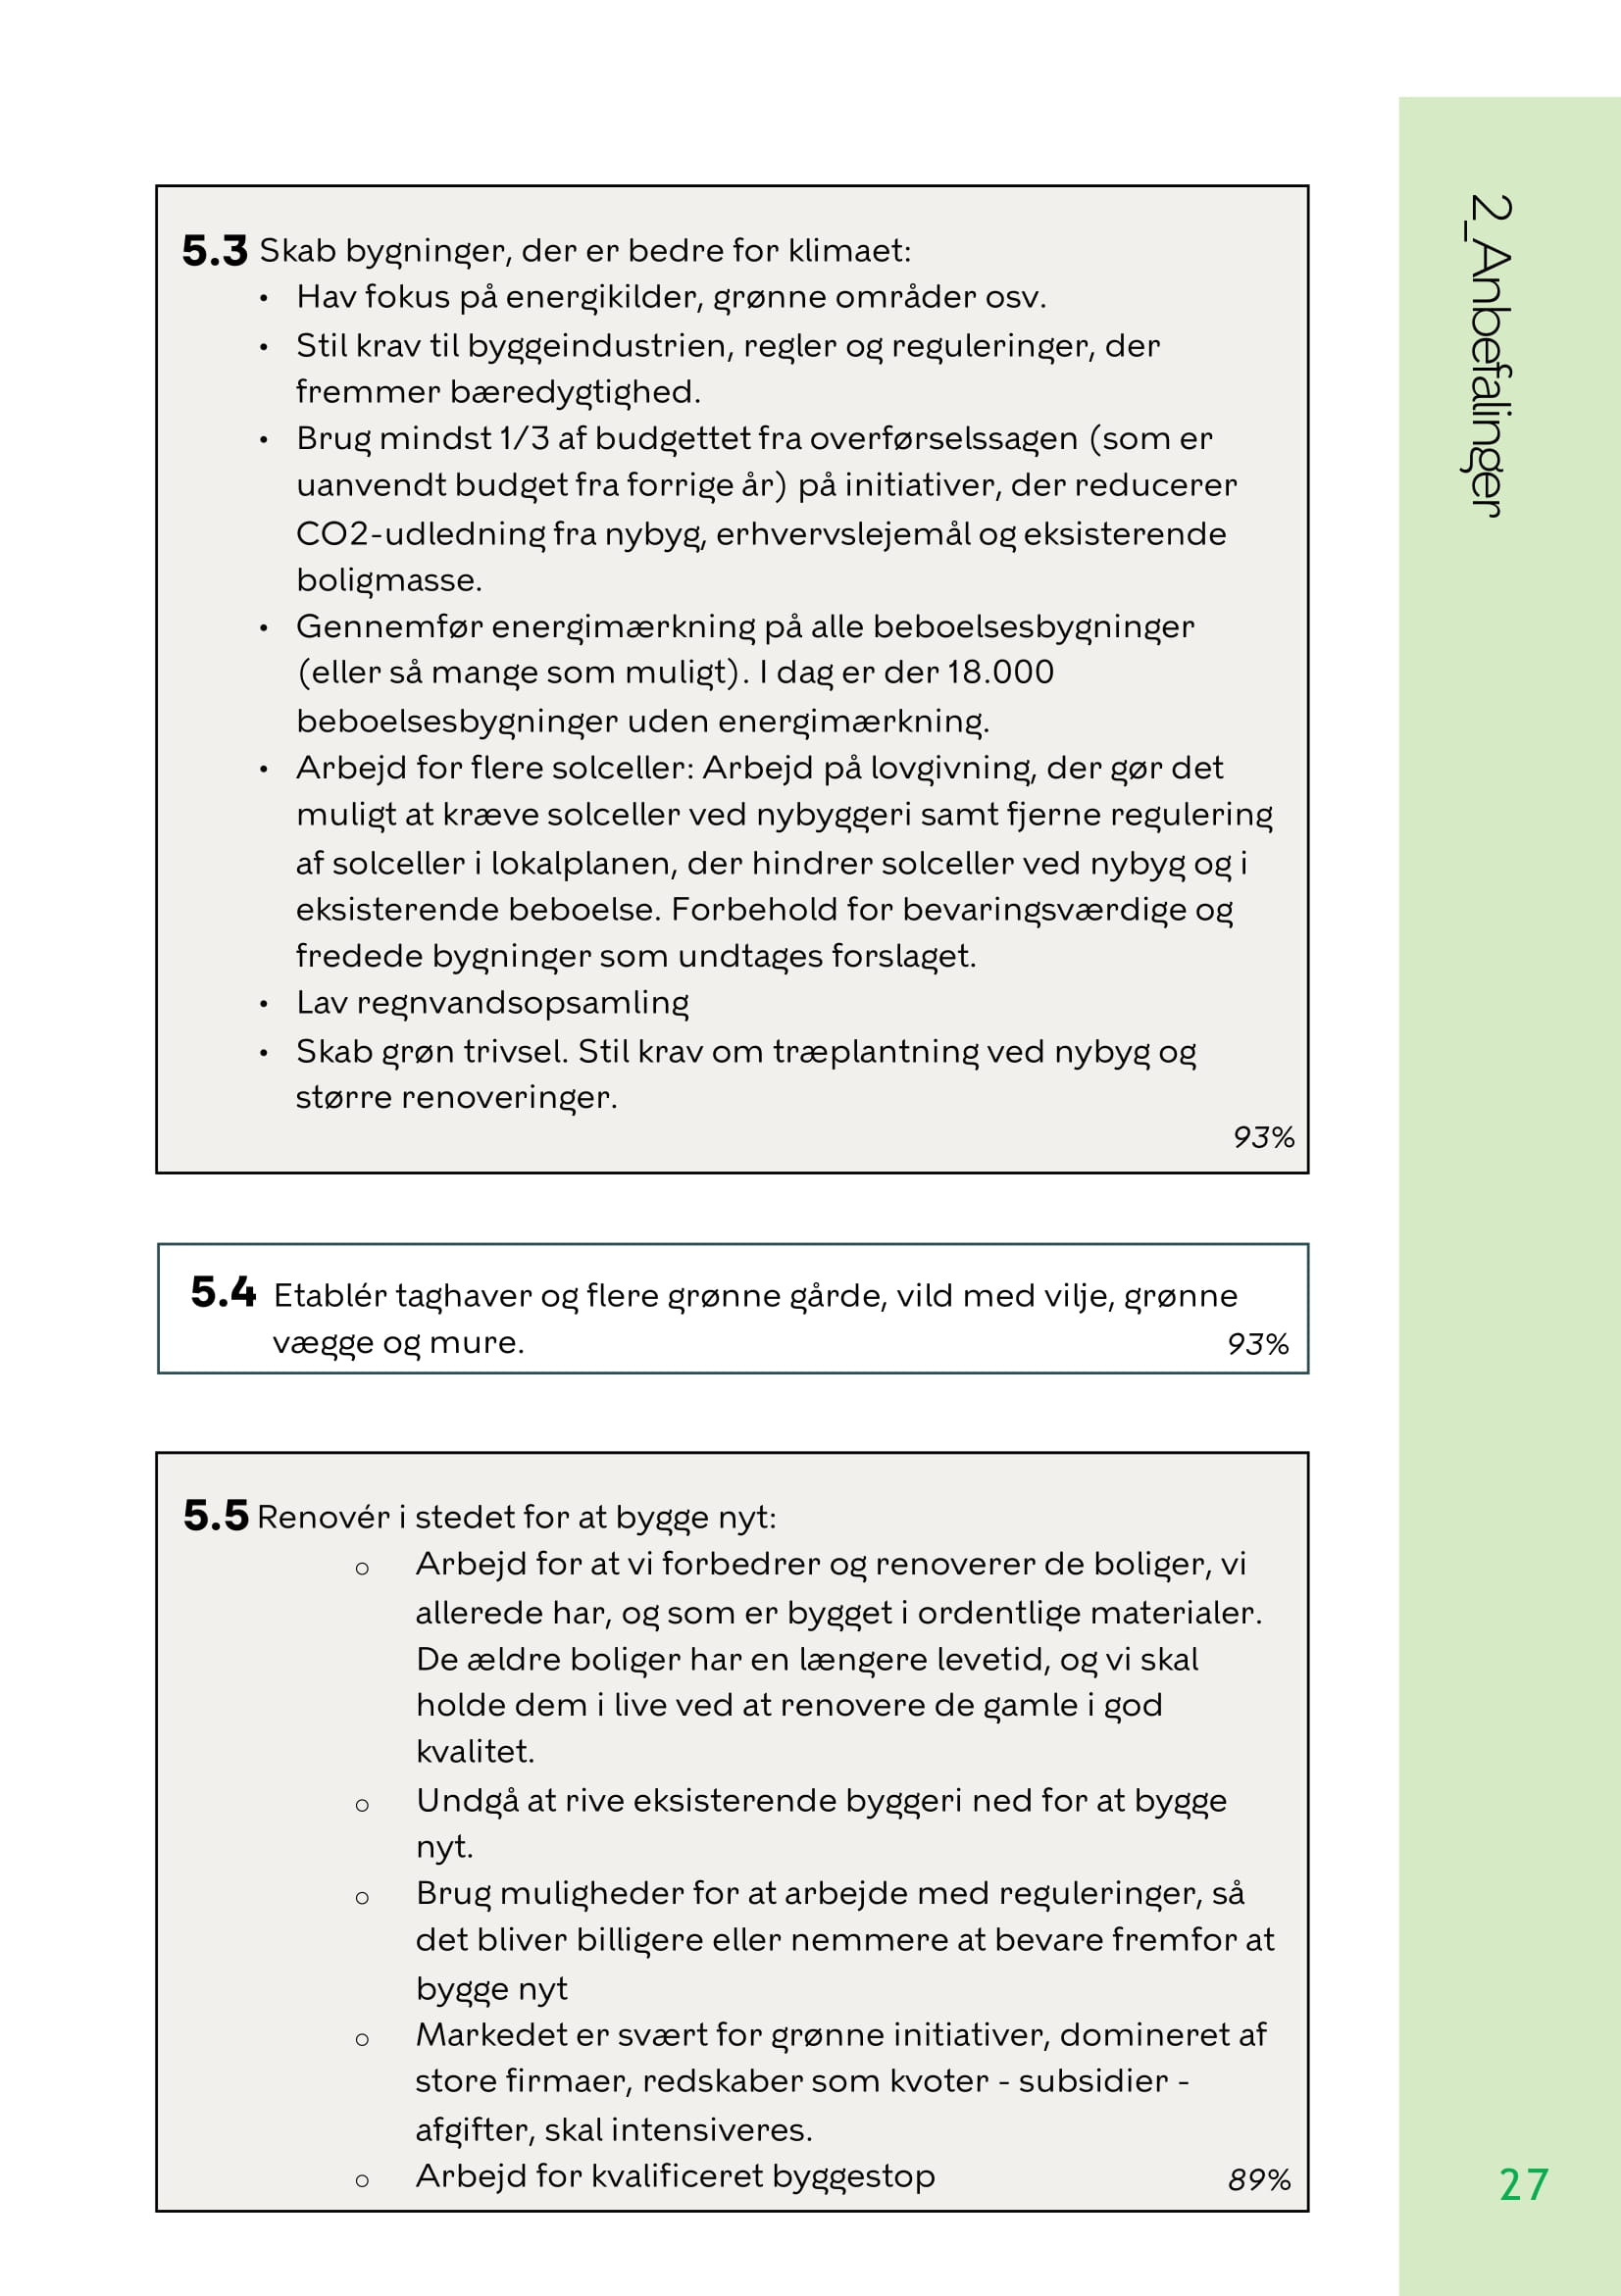 2_Anbefalinger
5.3 Skab bygninger, der er bedre for klimaet:
• Hav fokus på energikilder, grønne områder osv.
• Stil krav til byggeindustrien, regler og reguleringer, der
fremmer bæredygtighed.
• Brug mindst 1/3 af budgettet fra overførselssagen (som er
uanvendt budget fra forrige år) på initiativer, der reducerer
CO2-udledning fra nybyg, erhvervslejemål og eksisterende
boligmasse.
• Gennemfør energimærkning på alle beboelsesbygninger
(eller så mange som muligt). I dag er der 18.000
beboelsesbygninger uden energimærkning.
• Arbejd for flere solceller: Arbejd på lovgivning, der gør det
muligt at kræve solceller ved nybyggeri samt fjerne regulering
af solceller i lokalplanen, der hindrer solceller ved nybyg og i
eksisterende beboelse. Forbehold for bevaringsværdige og
fredede bygninger som undtages forslaget.
• Lav regnvandsopsamling
• Skab grøn trivsel. Stil krav om træplantning ved nybyg og
større renoveringer.
93%
5.4 Etablér taghaver og flere grønne gårde, vild med vilje, grønne
vægge og mure. 93%
5.5 Renovér i stedet for at bygge nyt:
○ Arbejd for at vi forbedrer og renoverer de boliger, vi
allerede har, og som er bygget i ordentlige materialer.
De ældre boliger har en længere levetid, og vi skal
holde dem i live ved at renovere de gamle i god
kvalitet.
○ Undgå at rive eksisterende byggeri ned for at bygge
nyt.
○ Brug muligheder for at arbejde med reguleringer, så
det bliver billigere eller nemmere at bevare fremfor at
bygge nyt
○ Markedet er svært for grønne initiativer, domineret af
store firmaer, redskaber som kvoter - subsidier -
afgifter, skal intensiveres.
○ Arbejd for kvalificeret byggestop 89%
27